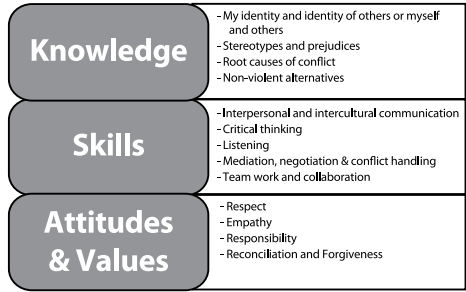 Knowledge
- My identity and identity of others or myself
and others
- Stereotypes and prejudices
- Root causes of conflict
- Non-violent alternatives
Skills
- Interpersonal and intercultural communication
- Critical thinking
- Listening
- Mediation, negotiation & conflict handling
- Team work and collaboration
Attitudes
& Values
- Respect
- Empathy
- Responsibility
- Reconciliation and Forgiveness